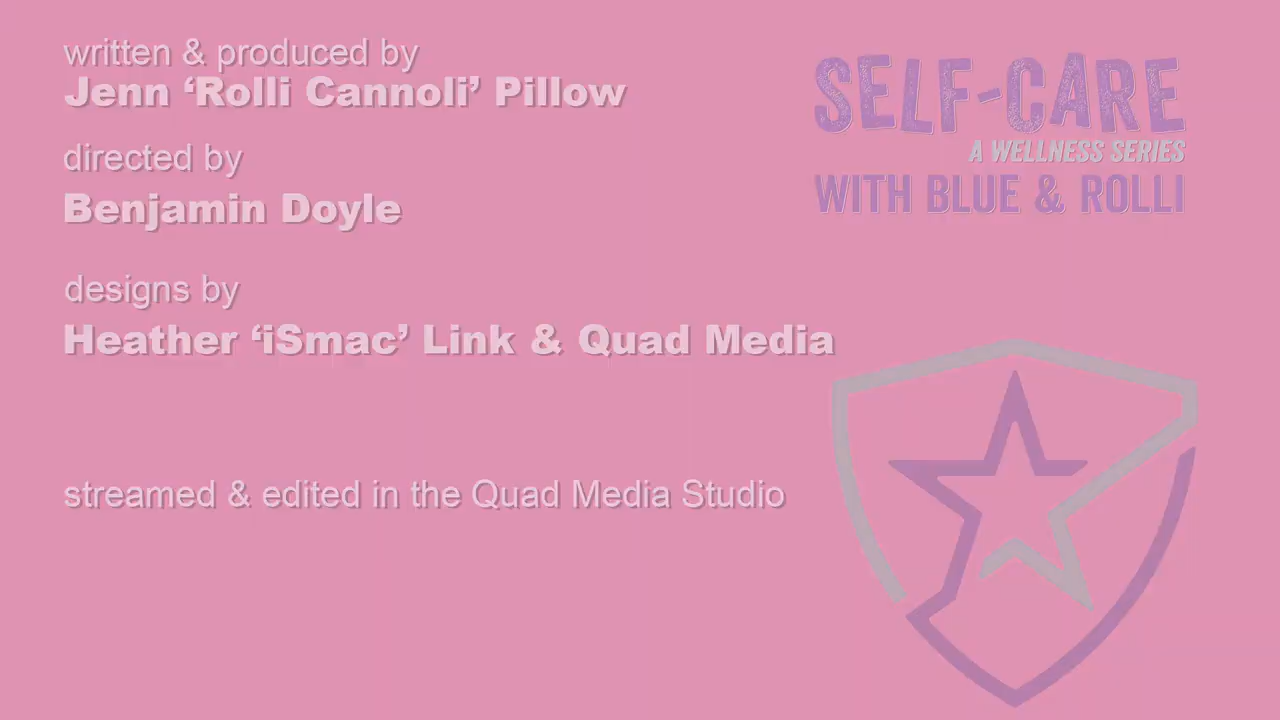 written & produced by
Jenn ‘Rolli Cannoli’ Pillow
directed by
Benjamin Doyle
designs by
Heather ‘iSmac’ Link & Quad Media
streamed & edited in the Quad Media Studio
SELF-CARE
A WELLNESS SERIES
WITH BLUE & ROLLI